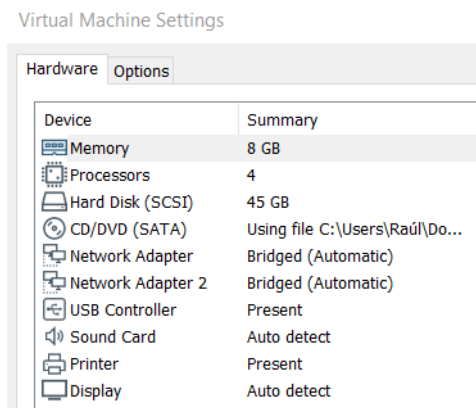 Virtual Machine Settings
Hardware Options
Device Summary
Memory 8 GB
Processors 4
Hard Disk (SCSI) 45 GB
CD/DVD (SATA) Using file C:\Users\Raúl\Do...
Network Adapter Bridged (Automatic)
Network Adapter 2 Bridged (Automatic)
USB Controller Present
Sound Card Auto detect
Printer Present
Display Auto detect